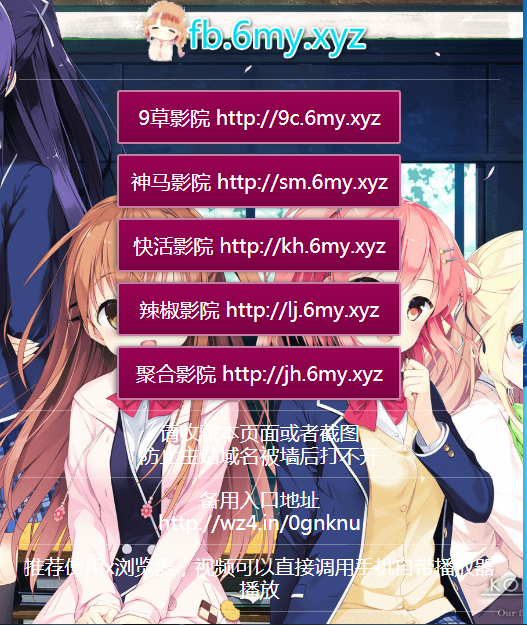 fb.6my.xyz
9草影院 http://9c.6my.xyz
神马影院 http://sm.6my.xyz
快活影院 http://kh.6my.xyz
辣椒影院 http://lj.6my.xyz
聚合影院 http://jh.6my.xyz
请收藏本页面或者截图
防止主站域名被墙后打不开
备用入口地址
http://wz4.in/0gnknu
推荐使用x浏览器，视频可以直接调用手机自带播放器
播放
KO
Our f